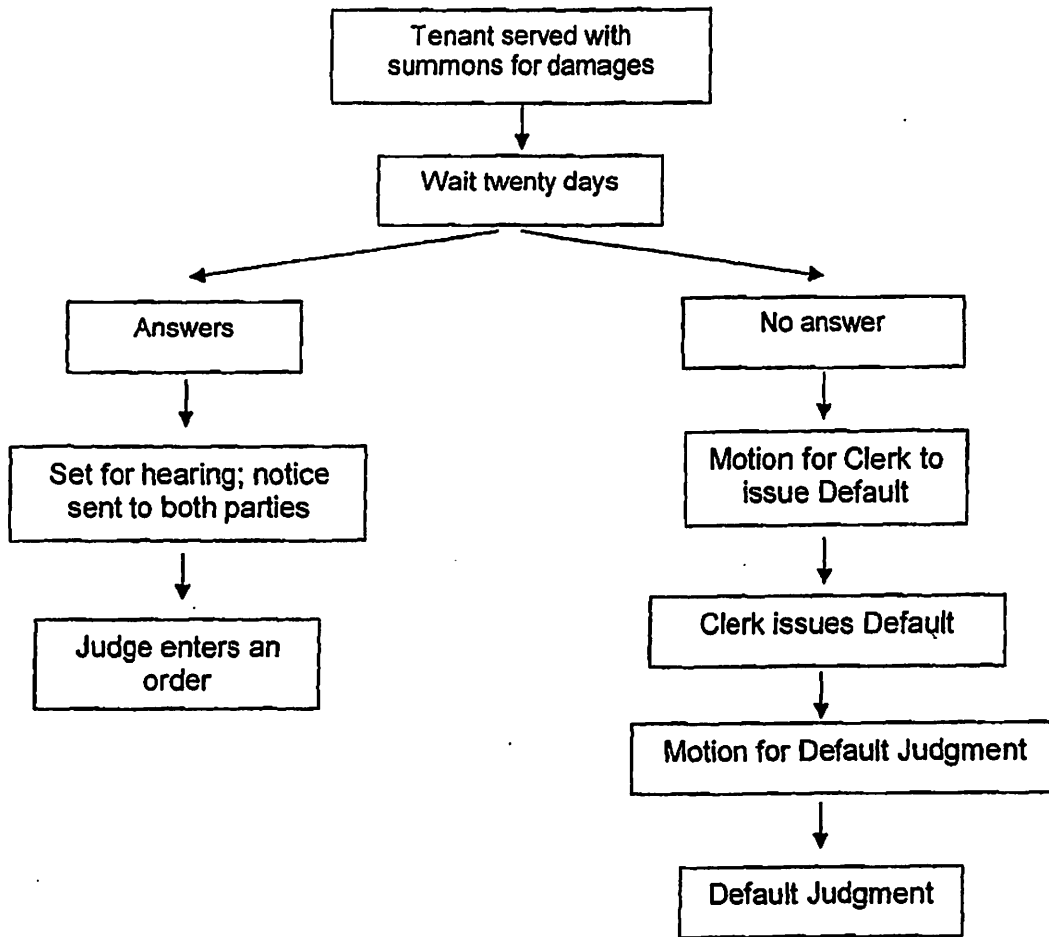 Tenant served with
summons for damages
Wait twenty days
Answers
No answer
Set for hearing; notice
sent to both parties
Motion for Clerk to
issue Default
Judge enters an
order
Clerk issues Default
Motion for Default Judgment
Default Judgment